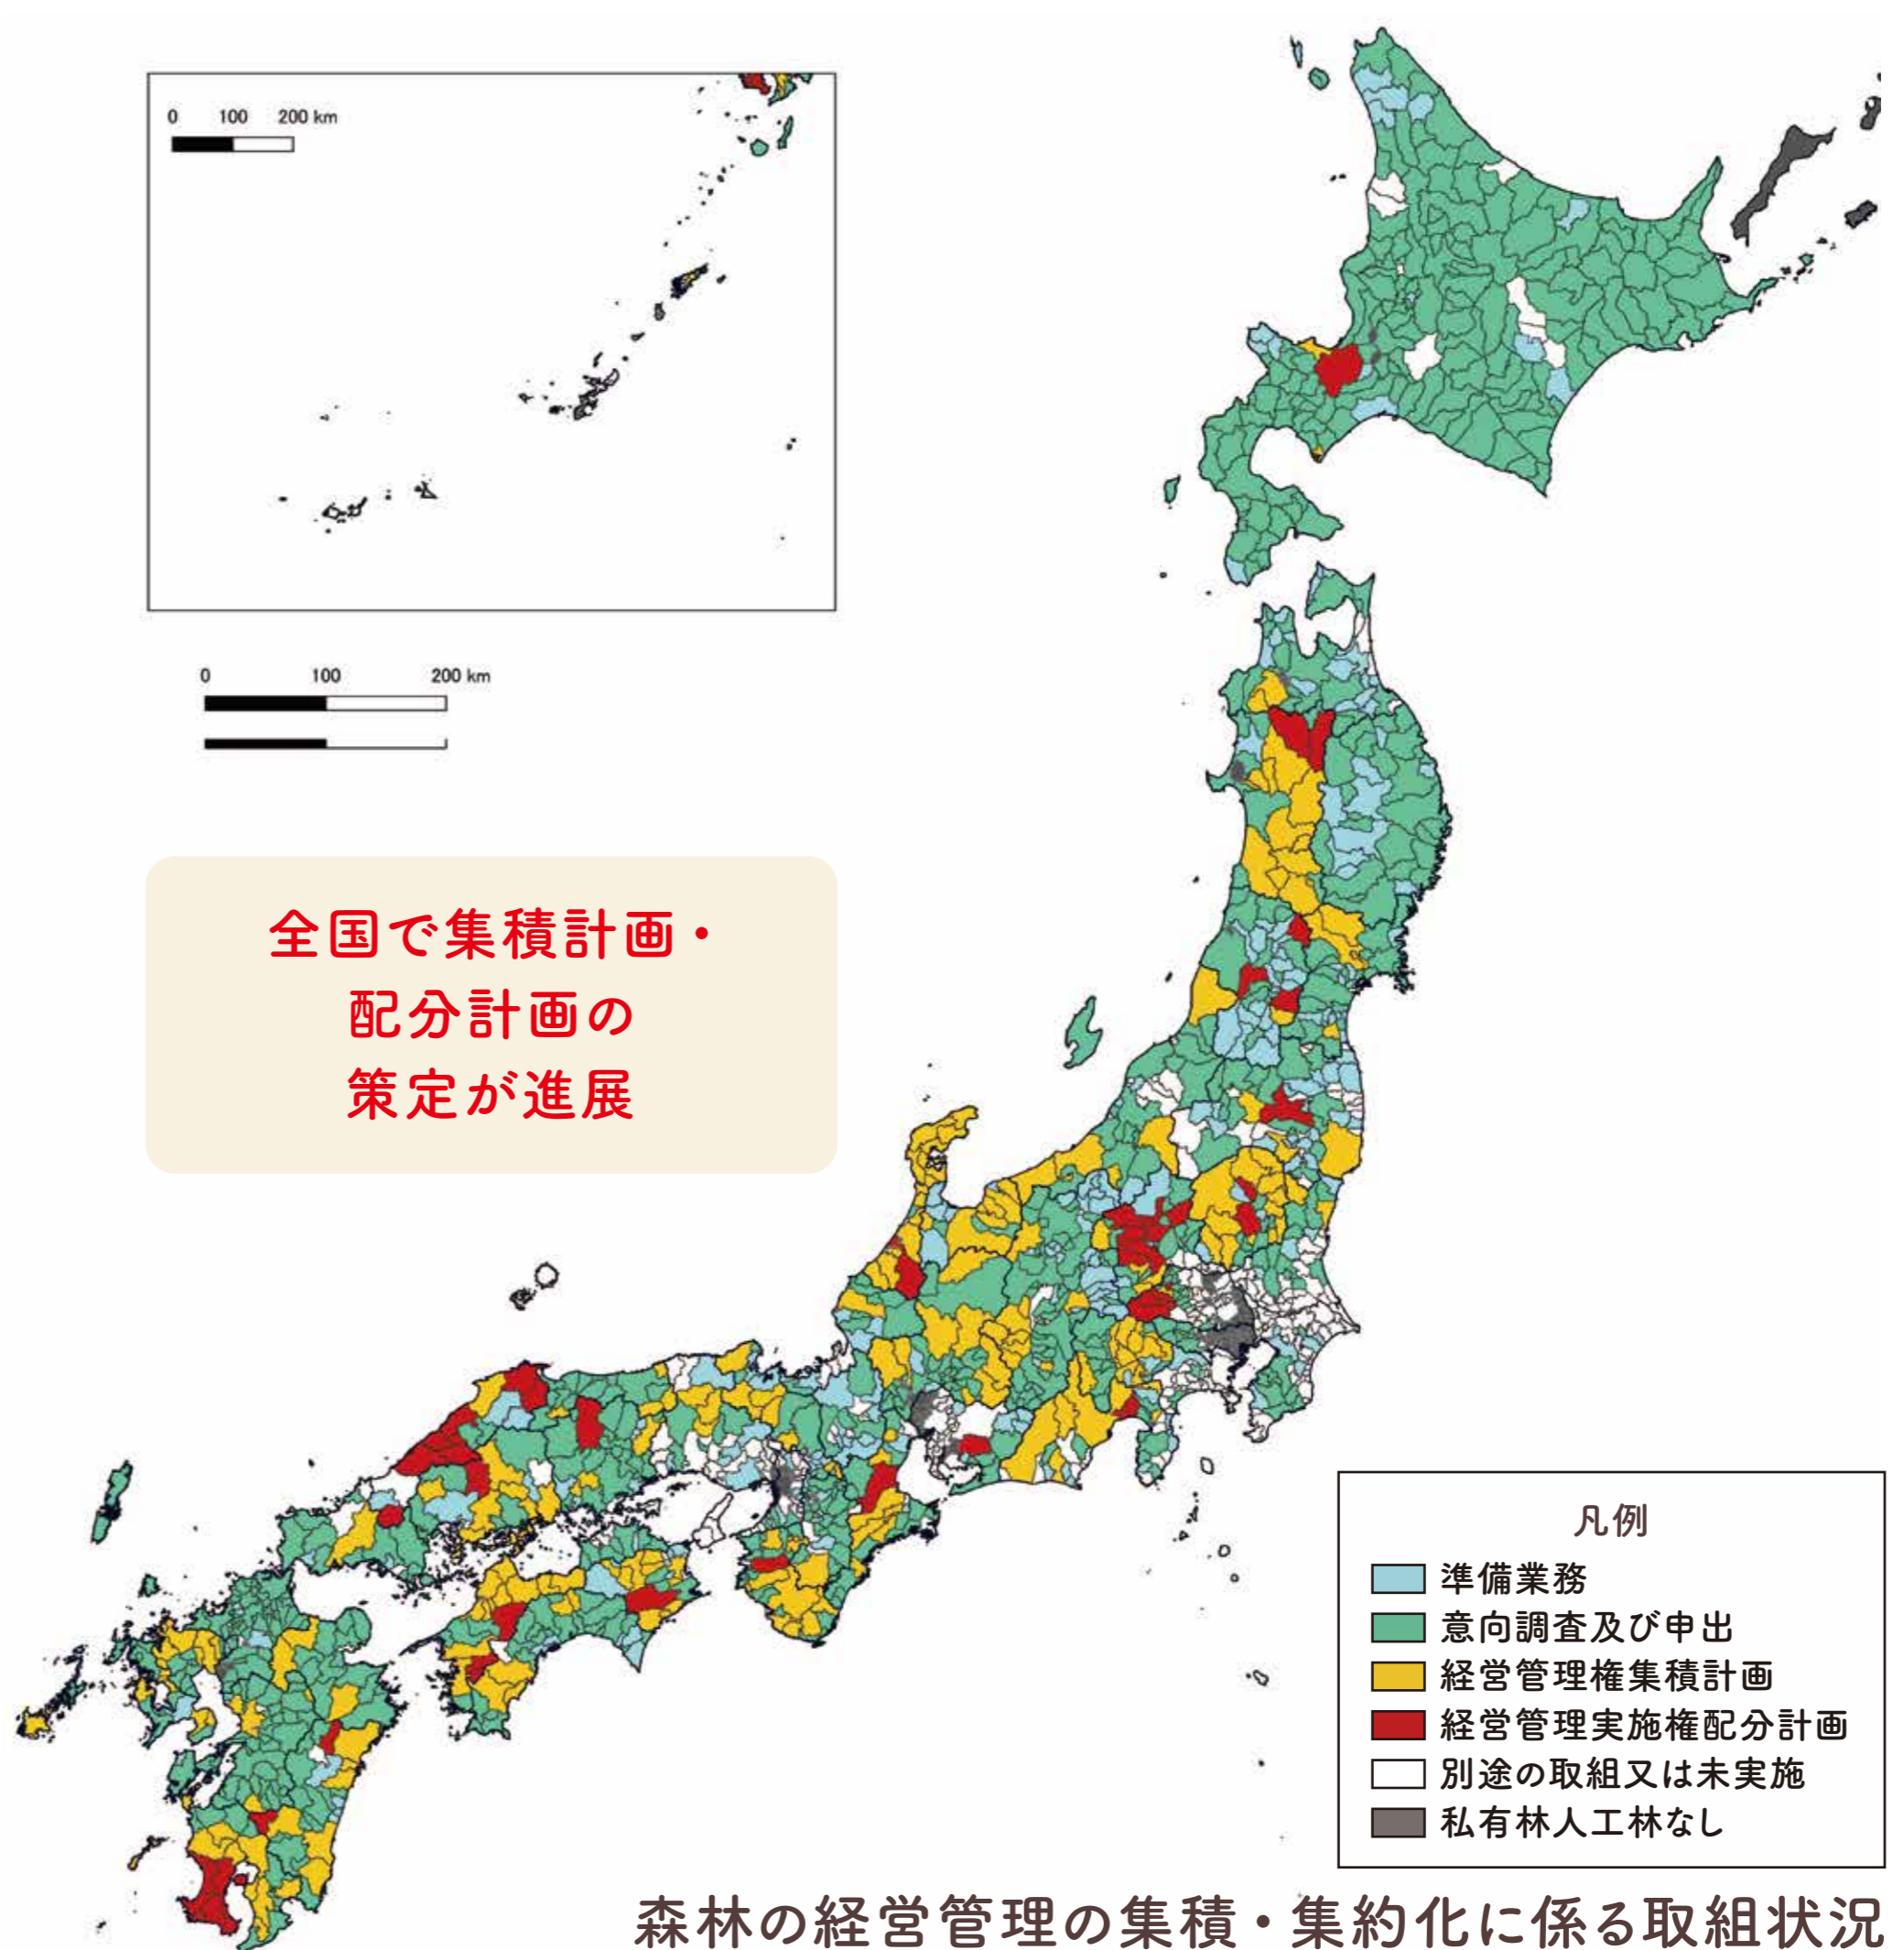 0 100 200 km
0 100 200 km
全国で集積計画・
配分計画の
策定が進展
凡例
準備業務
意向調査及び申出
経営管理権集積計画
経営管理実施権配分計画
別途の取組又は未実施
私有林人工林なし
森林の経営管理の集積・集約化に係る取組状況